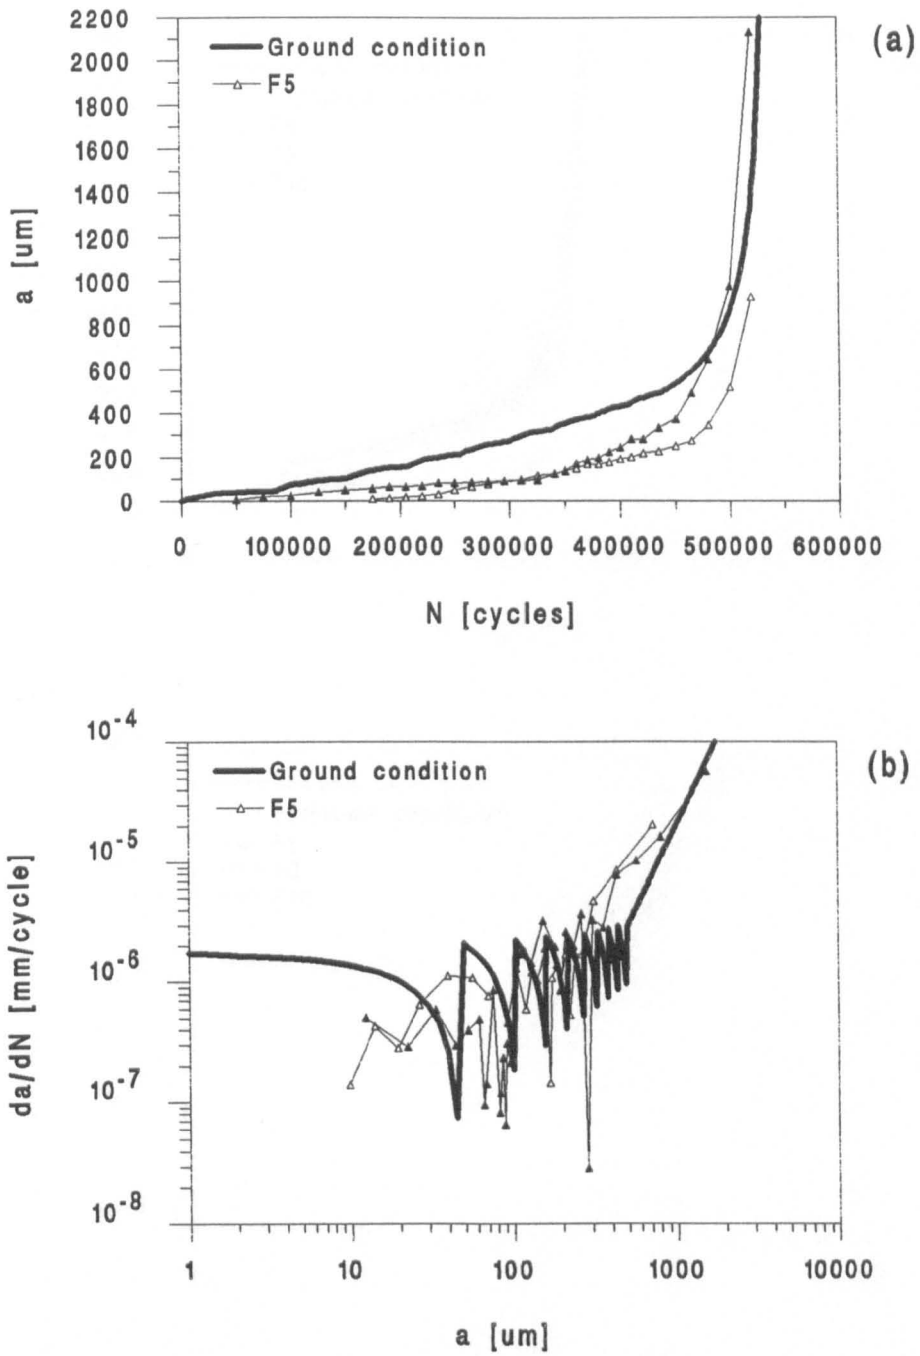 2200
2000
1800
1600
1400
1200
1000
800
600
400
200
0
a [um]
Ground condition
F5
(a)
0 100000 200000 300000 400000 500000 600000
N [cycles]
10-4
10-5
10-6
10-7
10-8
da/dN [mm/cycle]
Ground condition
F5
(b)
1 10 100 1000 10000
a [um]